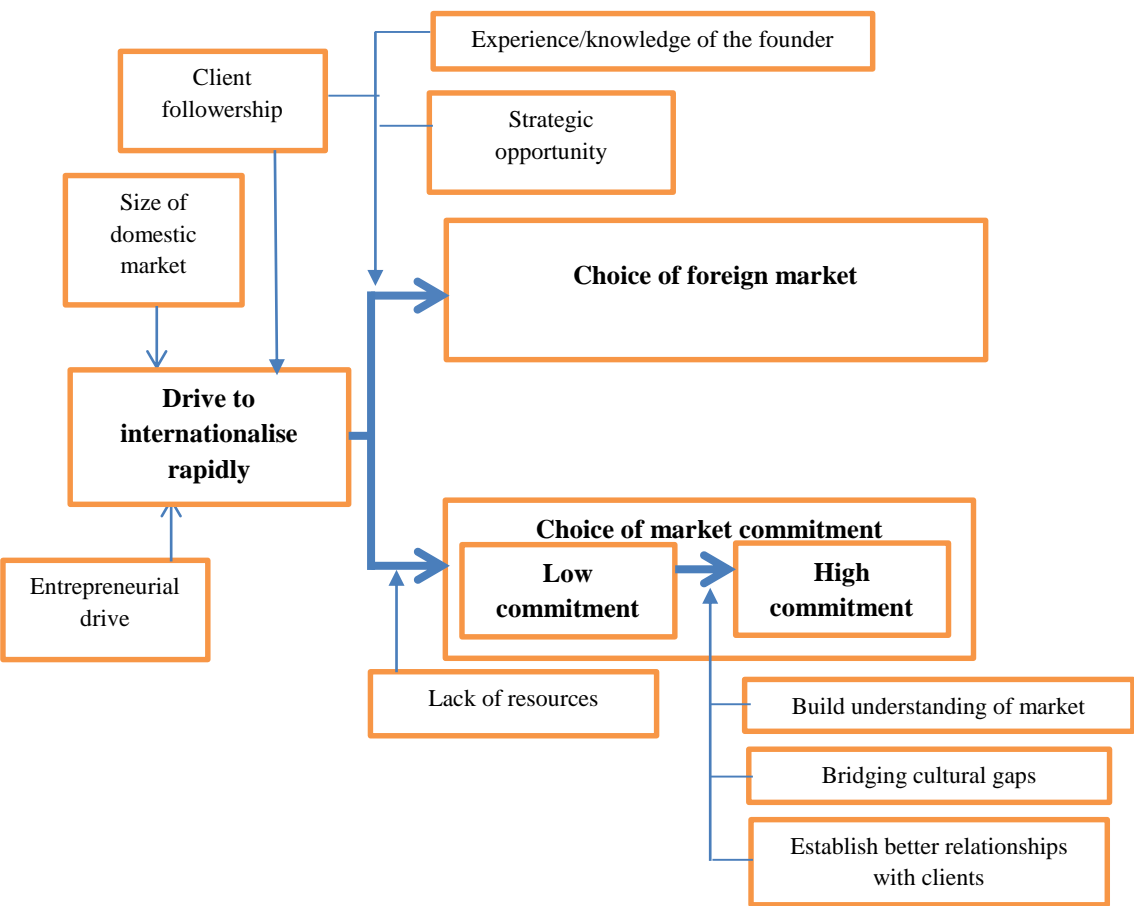 Experience/knowledge of the founder
Client
followership
Strategic
opportunity
Size of
domestic
market
Choice of foreign market
Drive to
internationalise
rapidly
Choice of market commitment
Low
commitment
High
commitment
Entrepreneurial
drive
Lack of resources
Build understanding of market
Bridging cultural gaps
Establish better relationships
with clients